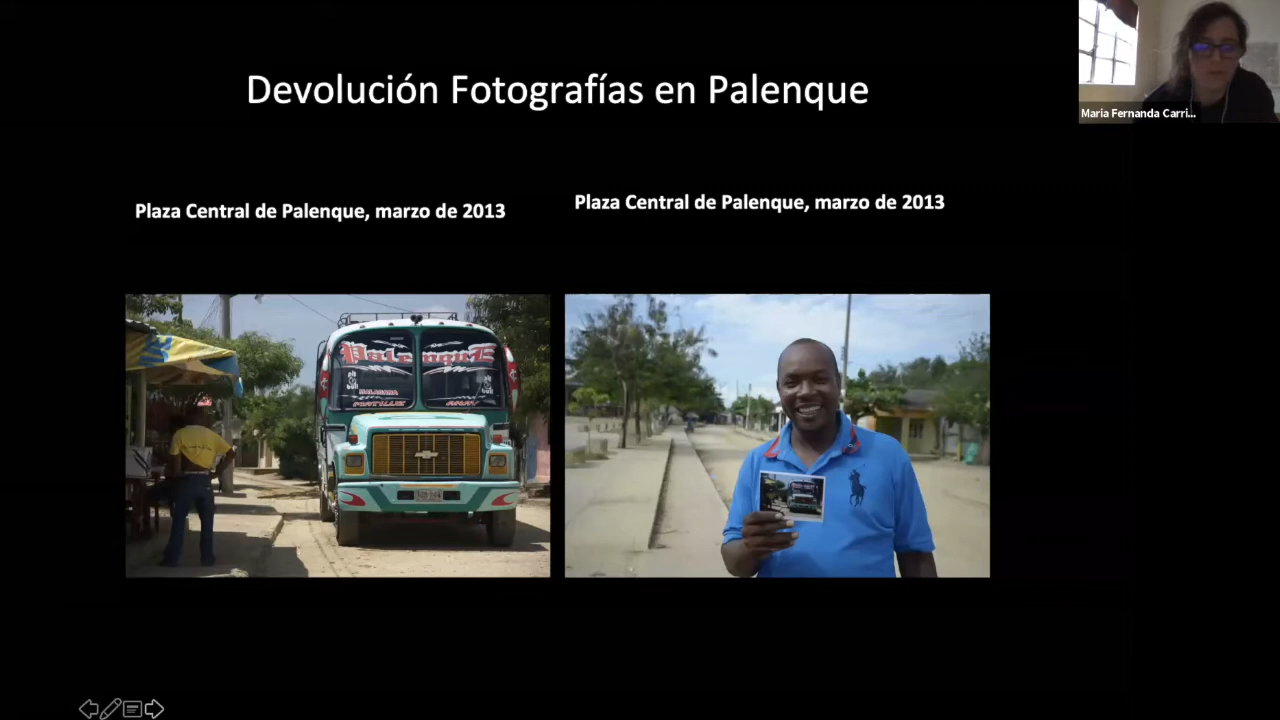 Devolución Fotografías en Palenque
Maria Fernanda Carri...
Plaza Central de Palenque, marzo de 2013
Plaza Central de Palenque, marzo de 2013
PalenquE